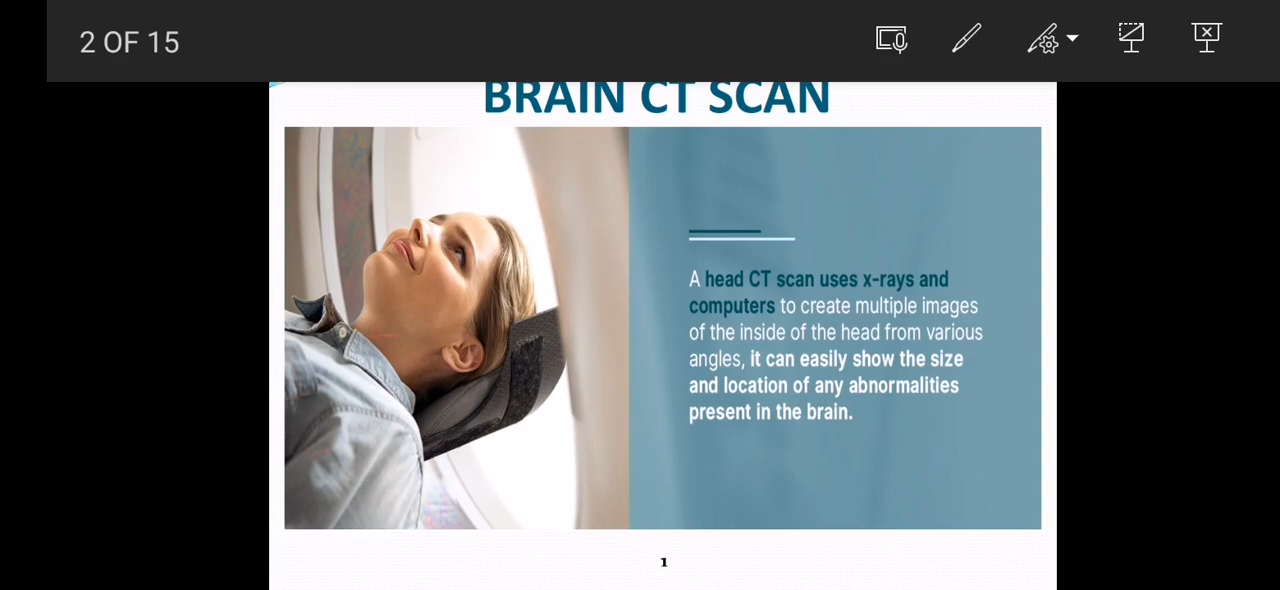 2 OF 15
BRAIN CT SCAN
A head CT scan uses x-rays and
computers to create multiple images
of the inside of the head from various
angles, it can easily show the size
and location of any abnormalities
present in the brain.
1